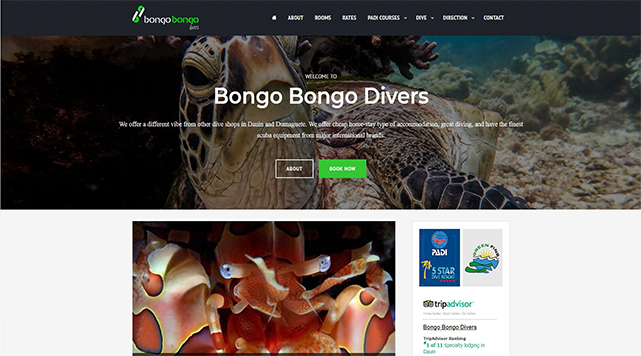 bongo bongo
ABOUT ROOMS RATES PADI COURSES DIVE DIRECTION CONTACT
WELCOME TO
Bongo Bongo Divers
We offer a different vibe from other dive shops in Dauin and Dumaguete. We offer cheap home-stay type of accommodation, great diving, and have the finest
scuba equipment from major international brands.
ABOUT BOOK NOW
PADI
5 STAR
GREEN FINS
tripadvisor
Bongo Bongo Divers
TripAdvisor Ranking
#1 of 11 Specialty lodging in
Dauin